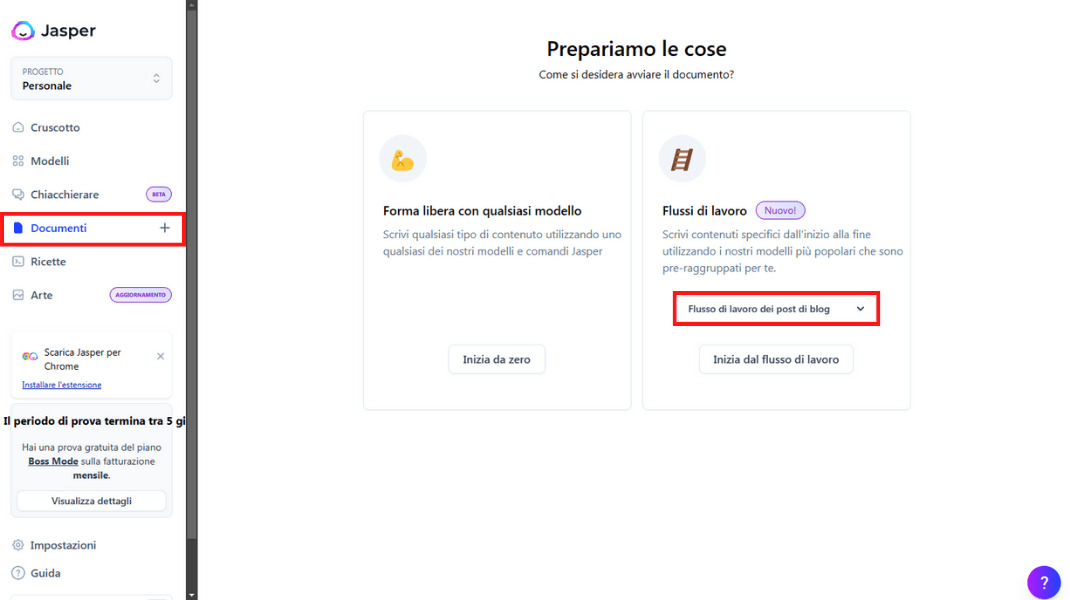 Jasper
PROGETTO
Personale
Cruscotto
Modelli
Chiacchierare BETA
Documenti +
Ricette
Arte AGGIORNAMENTO
Scarica Jasper per
Chrome
Installare l'estensione
Il periodo di prova termina tra 5 gi
Hai una prova gratuita del piano
Boss Mode sulla fatturazione
mensile.
Visualizza dettagli
Impostazioni
? Guida
Prepariamo le cose
Come si desidera avviare il documento?
Forma libera con qualsiasi modello
Scrivi qualsiasi tipo di contenuto utilizzando uno
qualsiasi dei nostri modelli e comandi Jasper
Inizia da zero
Flussi di lavoro Nuovo!
Scrivi contenuti specifici dall'inizio alla fine
utilizzando i nostri modelli più popolari che sono
pre-raggruppati per te.
Flusso di lavoro dei post di blog
Inizia dal flusso di lavoro
?